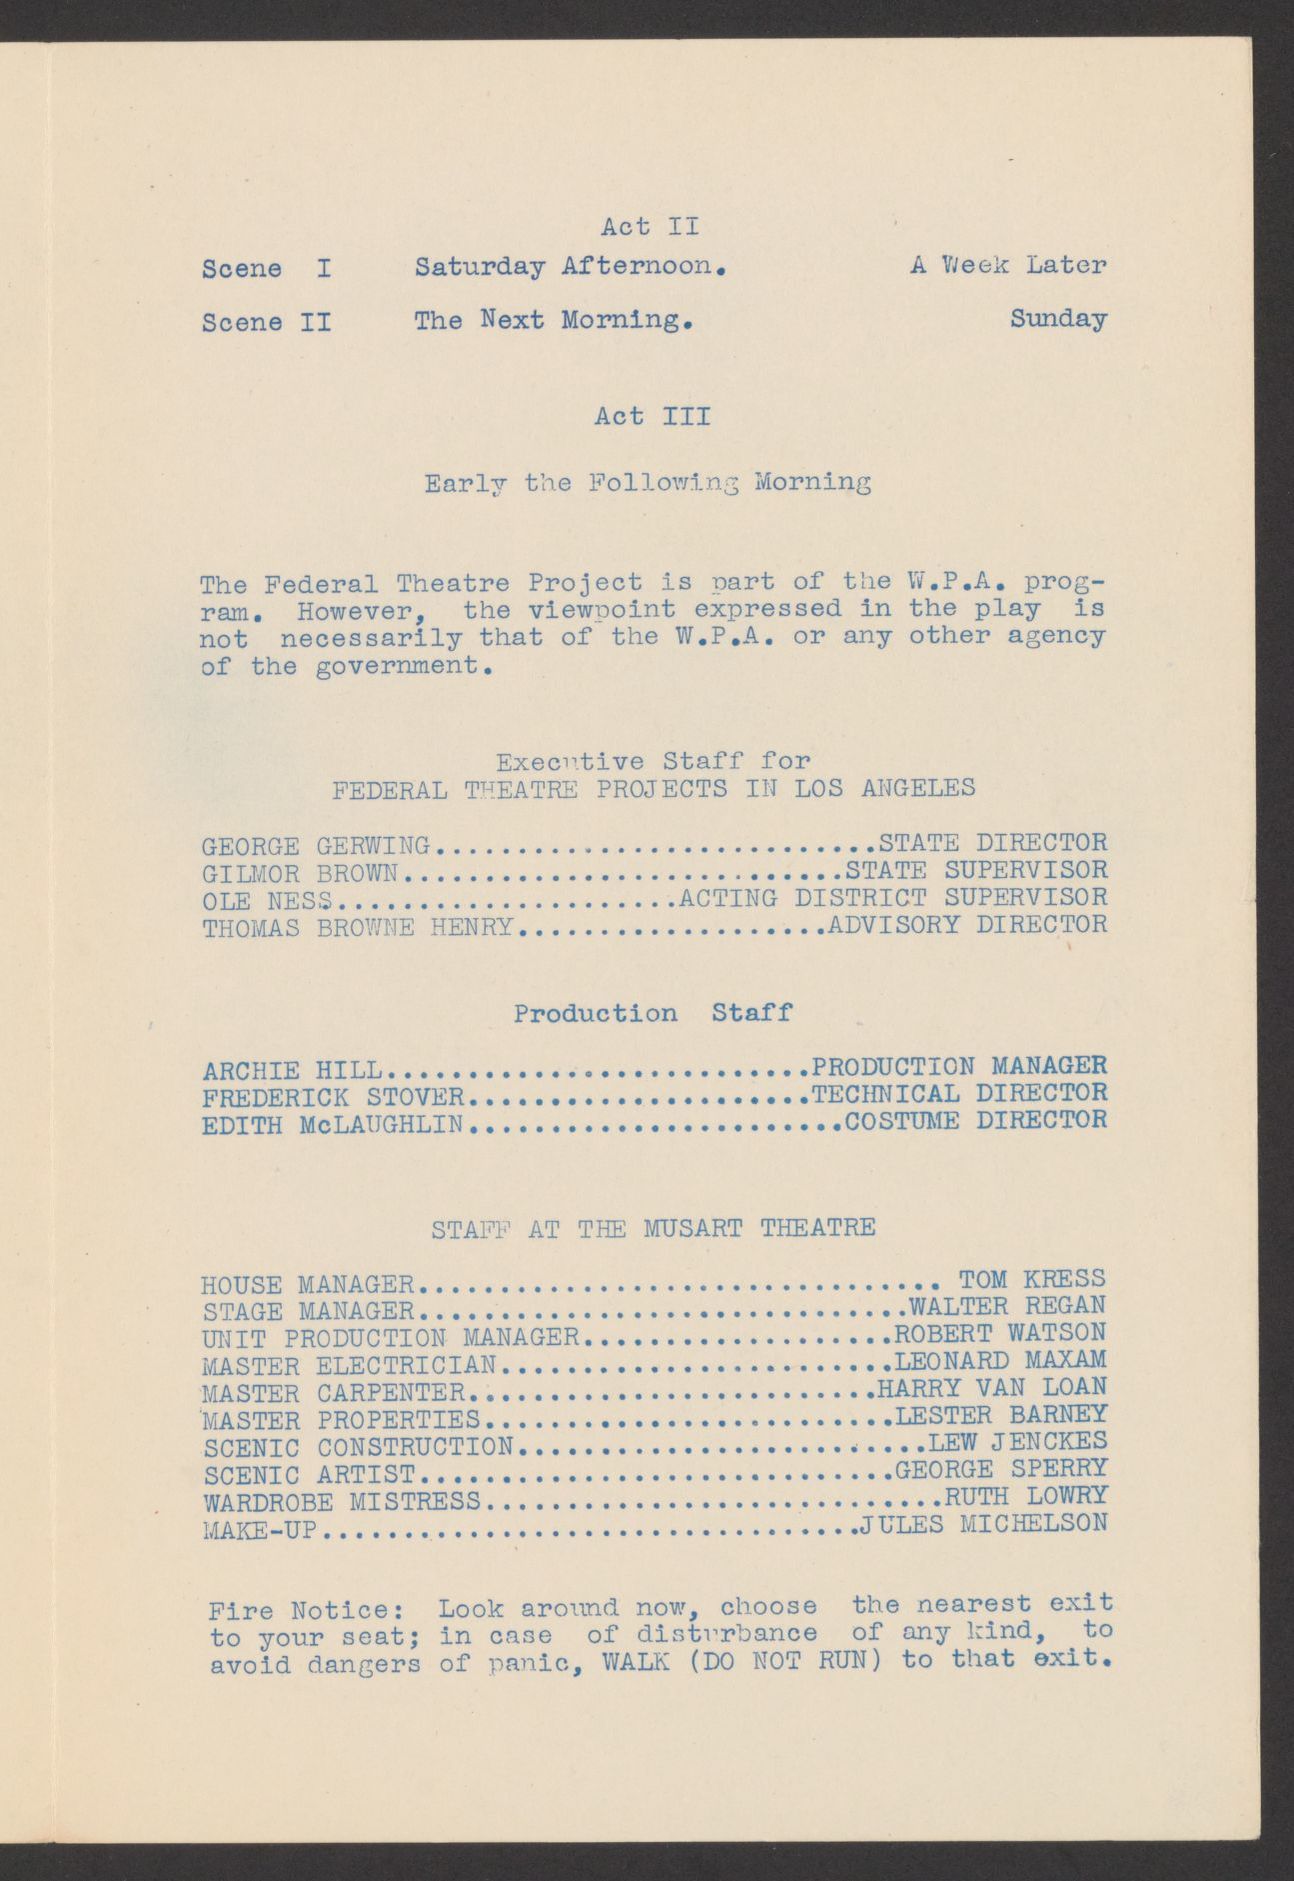 Act II
Scene I Saturday Afternoon. A Week Later
Scene II The Next Morning. Sunday
Act III
Early the Following Morning
The Federal Theatre Project is part of the W.P.A. prog-
ram. However, the viewpoint expressed in the play is
not necessarily that of the W.P.A. or any other agency
of the government.
Executive Staff for
FEDERAL THEATRE PROJECTS IN LOS ANGELES
GEORGE GERWING...........................STATE DIRECTOR
GILMOR BROWN...........................STATE SUPERVISOR
OLE NESS.....................ACTING DISTRICT SUPERVISOR
THOMAS BROWNE HENRY...................ADVISORY DIRECTOR
Production Staff
ARCHIE HILL..........................PRODUCTION MANAGER
FREDERICK STOVER.....................TECHNICAL DIRECTOR
EDITH McLAUGHLIN.......................COSTUME DIRECTOR
STAFF AT THE MUSART THEATRE
HOUSE MANAGER................................ TOM KRESS
STAGE MANAGER..............................WALTER REGAN
UNIT PRODUCTION MANAGER...................ROBERT WATSON
MASTER ELECTRICIAN........................LEONARD MAXAM
MASTER CARPENTER.........................HARRY VAN LOAN
MASTER PROPERTIES.........................LESTER BARNEY
SCENIC CONSTRUCTION.........................LEW JENCKES
SCENIC ARTIST.............................GEORGE SPERRY
WARDROBE MISTRESS............................RUTH LOWRY
MAKE-UP.................................JULES MICHELSON
Fire Notice: Look around now, choose the nearest exit
to your seat; in case of disturbance of any kind, to
avoid dangers of panic, WALK (DO NOT RUN) to that exit.